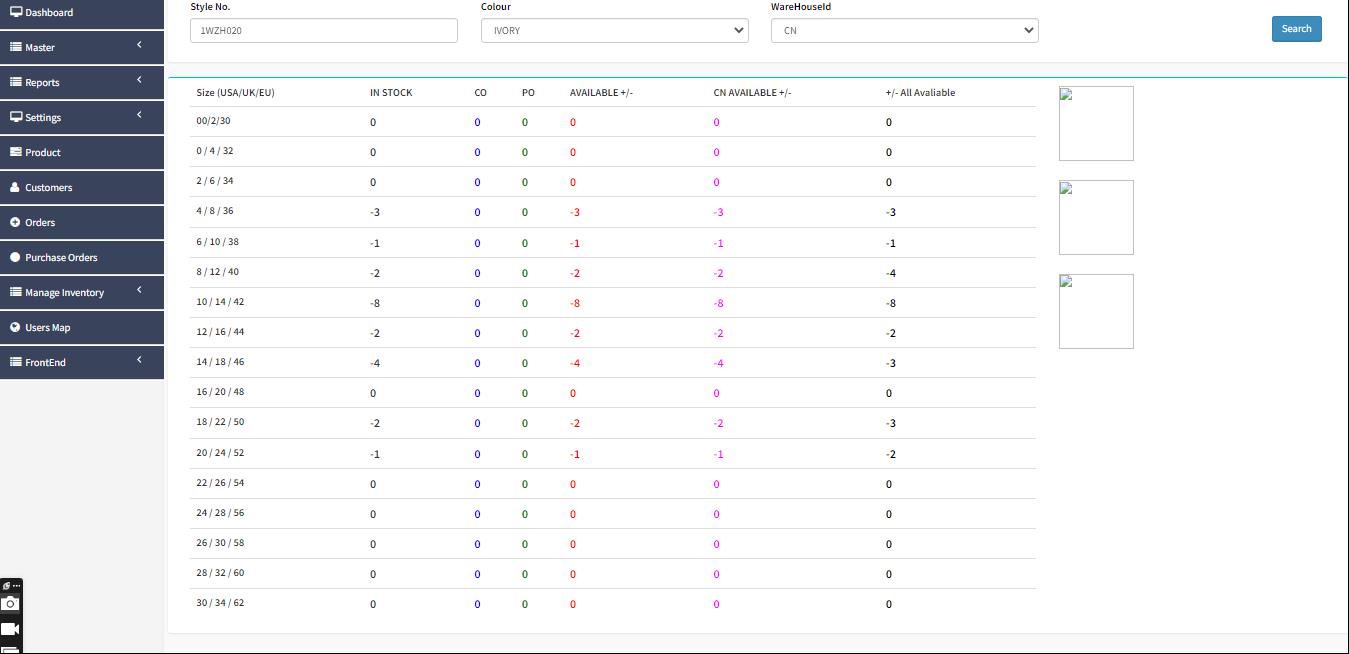 Dashboard
Master
Reports
Settings
Product
Customers
Orders
Purchase Orders
Manage Inventory
Users Map
FrontEnd
Style No. Colour WareHouseId
1WZH020 IVORY CN Search
Size (USA/UK/EU) IN STOCK CO PO AVAILABLE +/- CN AVAILABLE +/- +/- All Avaliable
00/2/30 0 0 0 0 0 0
0 / 4 / 32 0 0 0 0 0 0
2 / 6 / 34 0 0 0 0 0 0
4 / 8 / 36 -3 0 0 -3 -3 -3
6 / 10 / 38 -1 0 0 -1 -1 -1
8 / 12 / 40 -2 0 0 -2 -2 -4
10 / 14 / 42 -8 0 0 -8 -8 -8
12 / 16 / 44 -2 0 0 -2 -2 -2
14 / 18 / 46 -4 0 0 -4 -4 -3
16 / 20 / 48 0 0 0 0 0 0
18 / 22 / 50 -2 0 0 -2 -2 -3
20 / 24 / 52 -1 0 0 -1 -1 -2
22 / 26 / 54 0 0 0 0 0 0
24 / 28 / 56 0 0 0 0 0 0
26 / 30 / 58 0 0 0 0 0 0
28 / 32 / 60 0 0 0 0 0 0
30 / 34 / 62 0 0 0 0 0 0